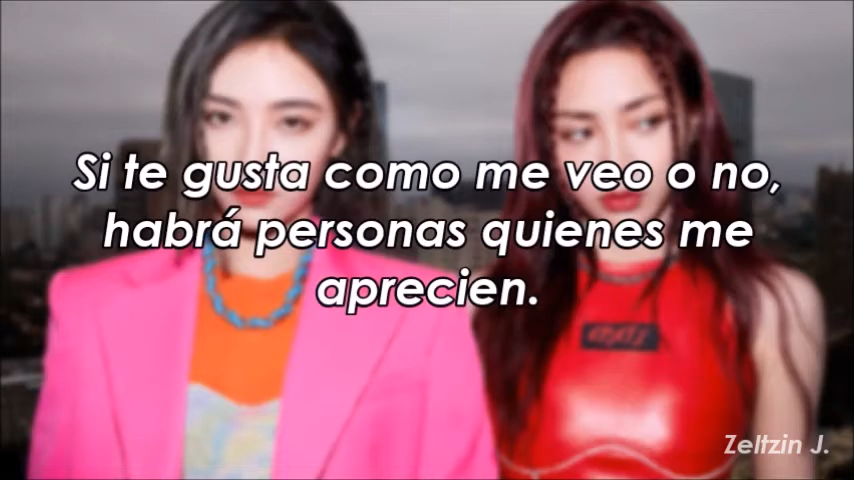 Si te gusta como me veo o no,
habrá personas quienes me
aprecien.
Zeltzin J.